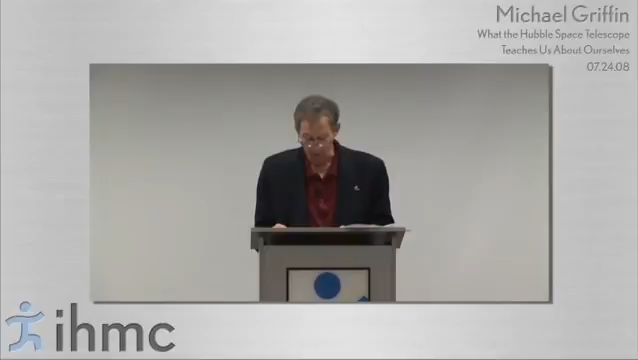 Michael Griffin
What the Hubble Space Telescope
Teaches Us About Ourselves
07.24.08
ihmc